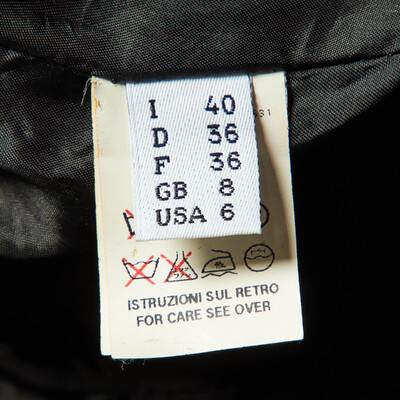 I 40
D 36
F 36
GB 8
USA 6
ISTRUZIONI SUL RETRO
FOR CARE SEE OVER